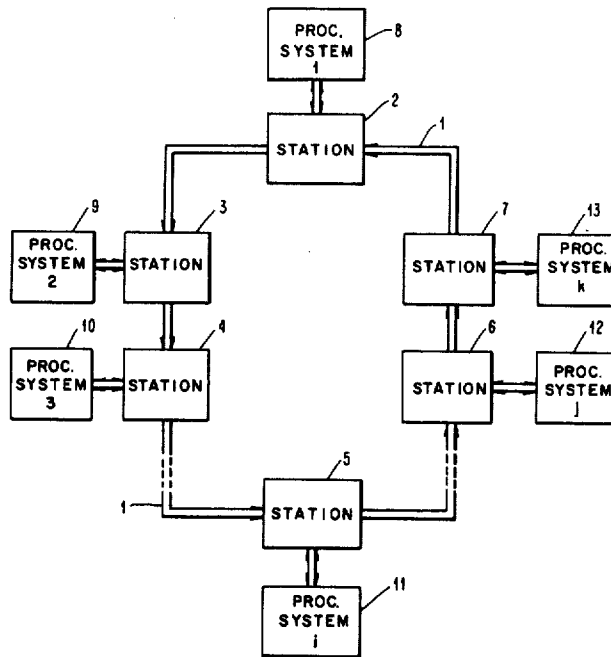 PROC.
SYSTEM
1
8
2
STATION
1
9
3
7
13
PROC.
SYSTEM
2
STATION
STATION
PROC.
SYSTEM
k
10
4
6
12
PROC.
SYSTEM
3
STATION
STATION
PROC.
SYSTEM
j
5
1
STATION
11
PROC.
SYSTEM
i